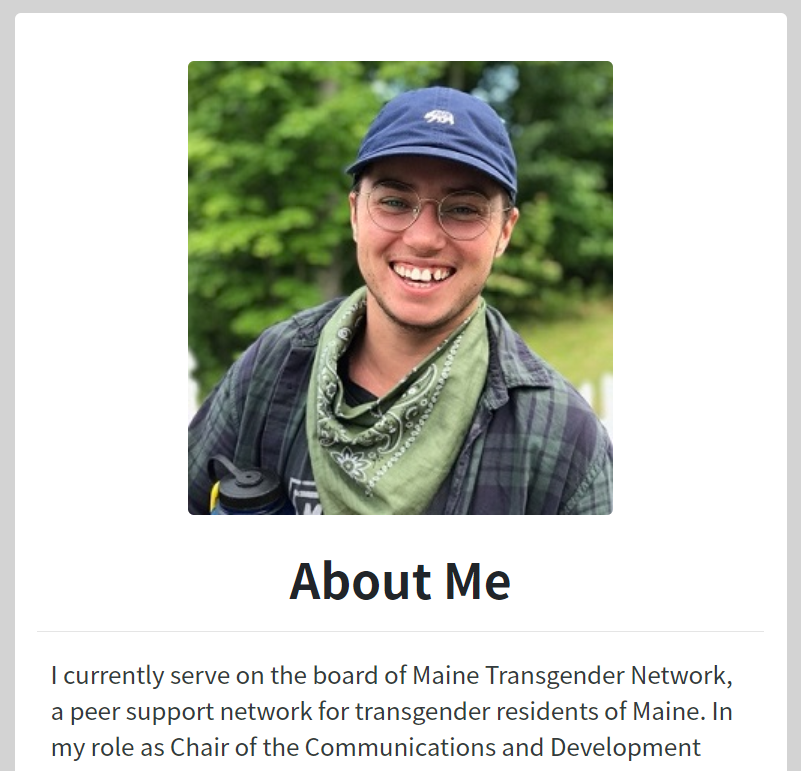 About Me
I currently serve on the board of Maine Transgender Network,
a peer support network for transgender residents of Maine. In
my role as Chair of the Communications and Development